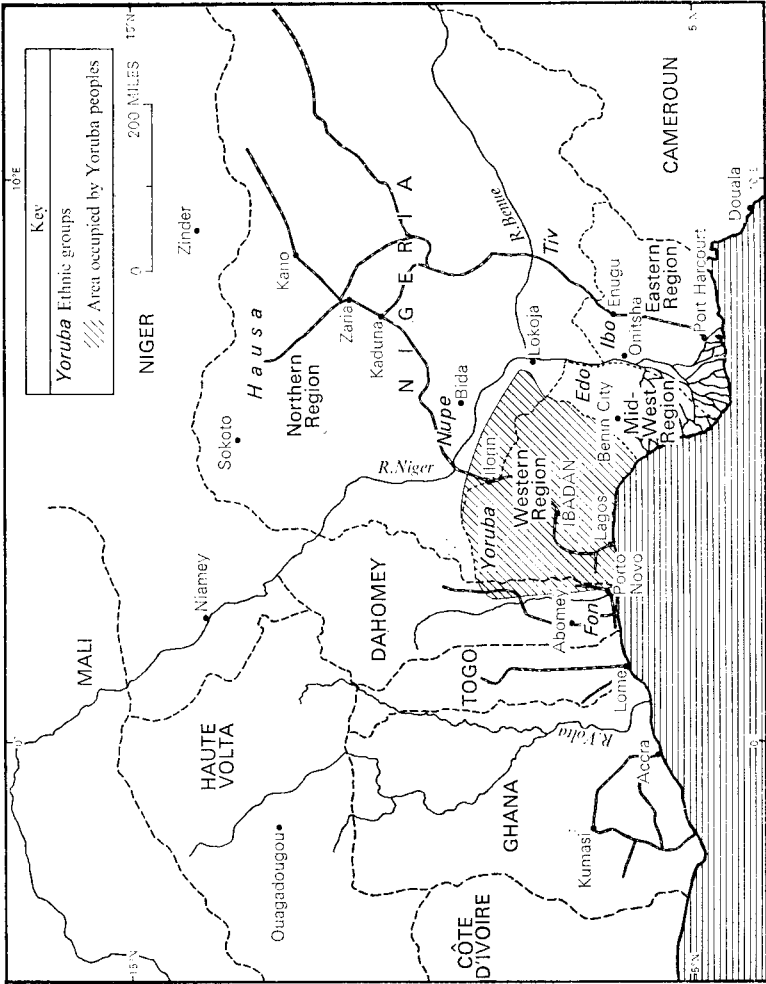 Key
Yoruba Ethnic groups
Area occupied by Yoruba peoples
0
200 MILES
0°
10°E
15°N
15°N
MALI
NIGER
Niamey
Zinder
Sokoto
Hausa
Kano
HAUTE
VOLTA
Northern
Region
Ouagadougou
Zaria
Kaduna
R.Niger
NIGERIA
DAHOMEY
Nupe
Bida
R.Benue
Ilorin
Lokoja
Tiv
TOGO
Yoruba
Western
Region
IBADAN
Edo
Ibo
Enugu
CÔTE
D'IVOIRE
GHANA
R.Volta
Abomey
Fon
Lagos
Porto
Novo
Benin City
Onitsha
Mid-
West
Region
Eastern
Region
CAMEROUN
Kumasi
Lome
Accra
Port Harcourt
Douala
5°N
5°N
0